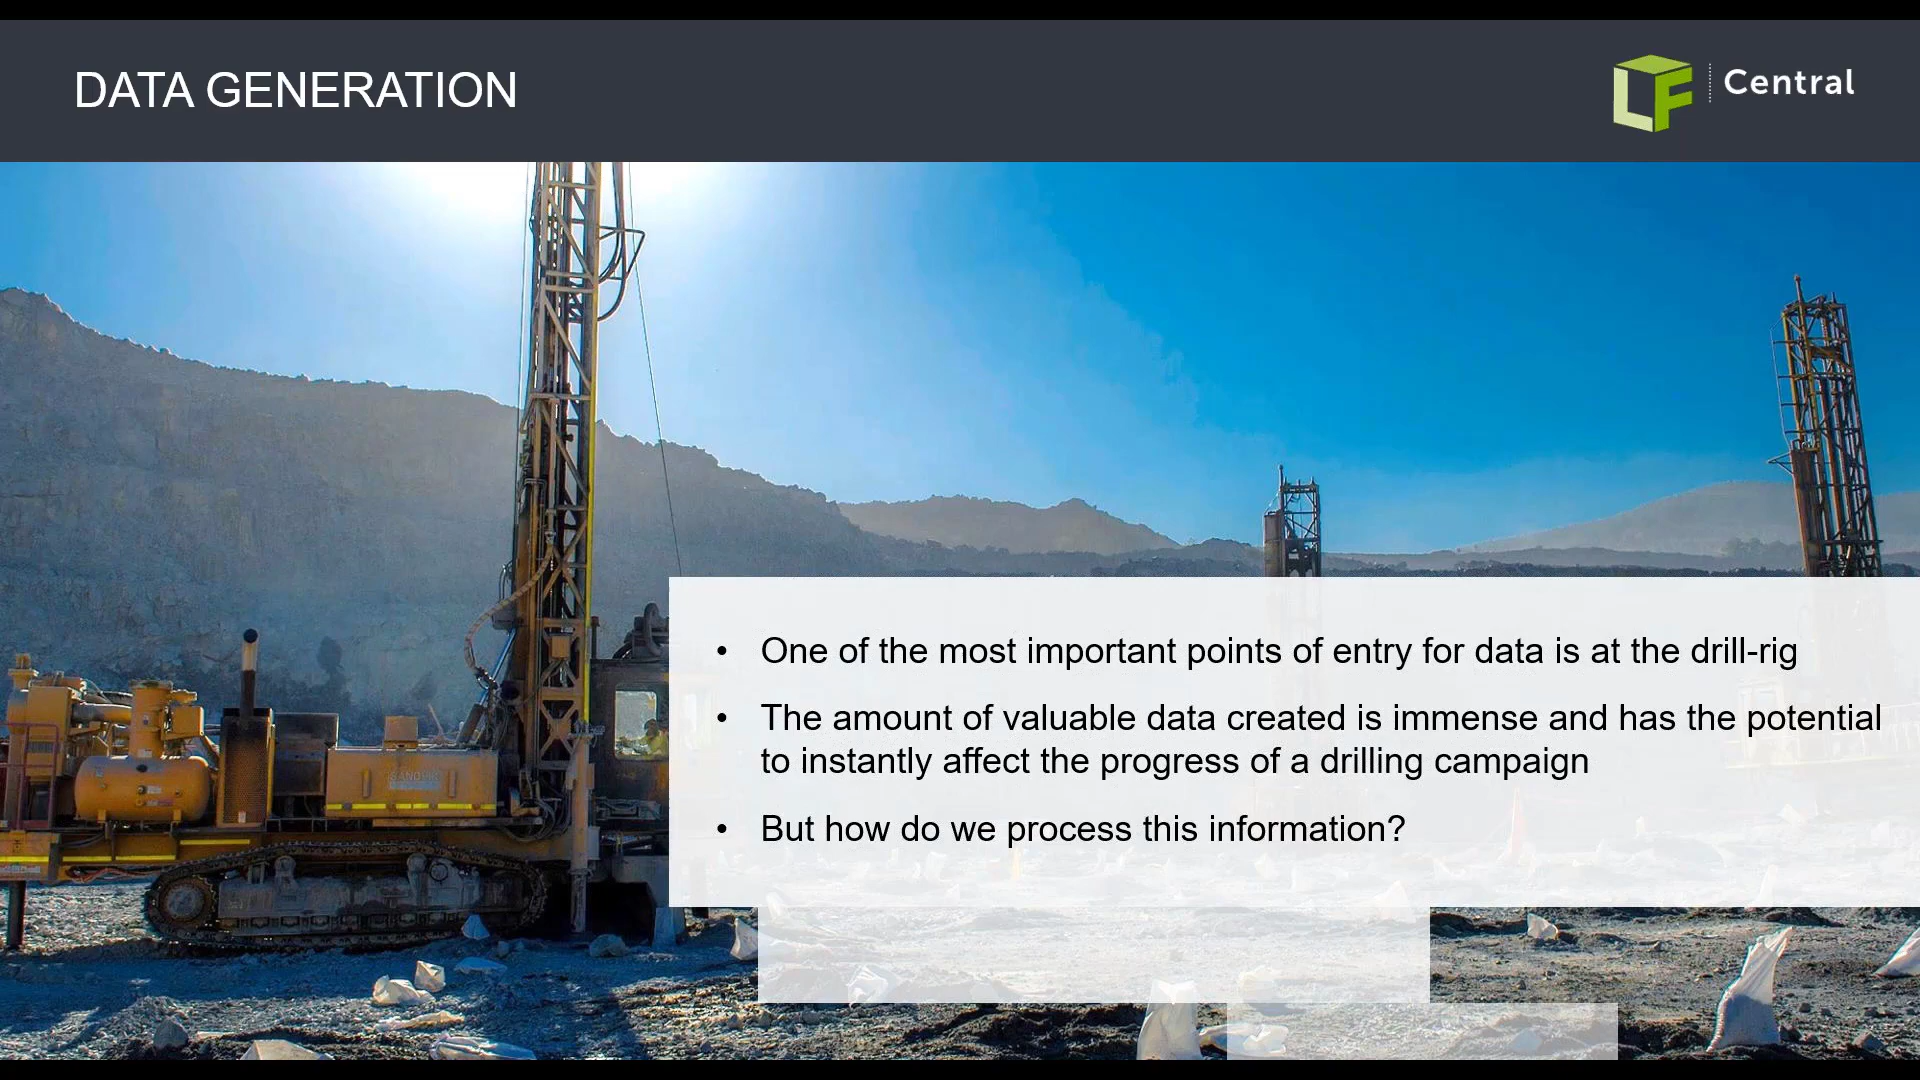 DATA GENERATION
LF Central
• One of the most important points of entry for data is at the drill-rig
• The amount of valuable data created is immense and has the potential
to instantly affect the progress of a drilling campaign
• But how do we process this information?